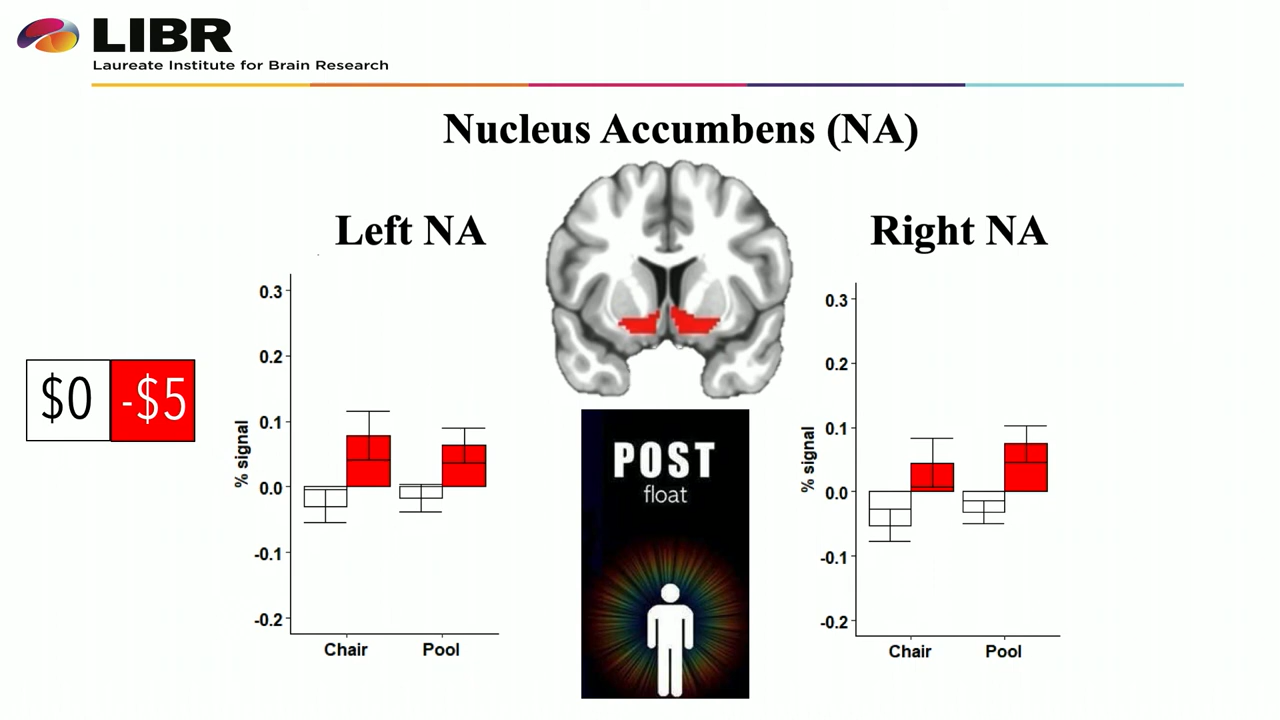 LIBR
Laureate Institute for Brain Research
Nucleus Accumbens (NA)
Left NA
Right NA
0.3
0.2
0.1
0.0
-0.1
-0.2
% signal
Chair
Pool
$0
-$5
POST
float
0.3
0.2
0.1
0.0
-0.1
-0.2
% signal
Chair
Pool